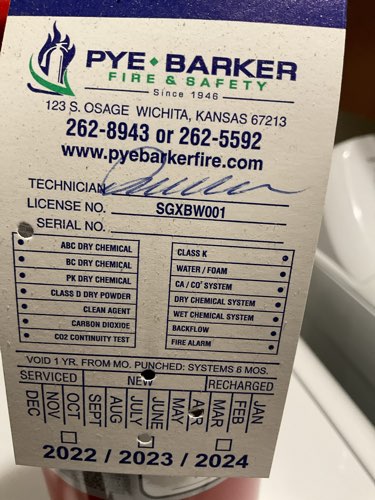 PYE BARKER
FIRE & SAFETY
Since 1946
123 S. OSAGE WICHITA, KANSAS 67213
262-8943 or 262-5592
www.pyebarkerfire.com
TECHNICIAN
LICENSE NO. SGXBW001
SERIAL NO.
ABC DRY CHEMICAL
BC DRY CHEMICAL
PK DRY CHEMICAL
CLASS D DRY POWDER
CLEAN AGENT
CARBON DIOXIDE
CO2 CONTINUITY TEST
CLASS K
WATER / FOAM
CA / CO² SYSTEM
DRY CHEMICAL SYSTEM
WET CHEMICAL SYSTEM
BACKFLOW
FIRE ALARM
VOID 1 YR. FROM MO. PUNCHED: SYSTEMS 6 MOS.
SERVICED NEW RECHARGED
DEC NOV OCT SEPT AUG JULY JUNE MAY APR MAR FEB JAN
2022 / 2023 / 2024